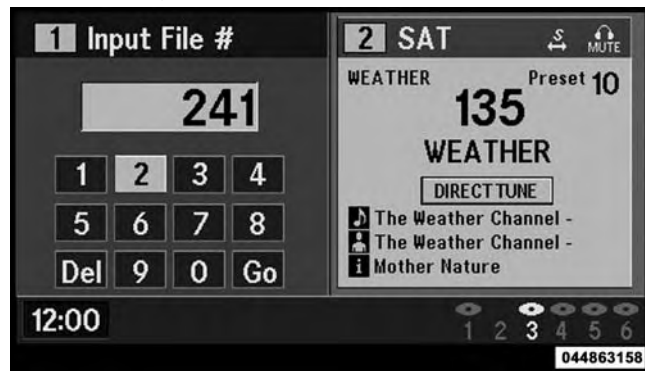 1 Input File #
241
1 2 3 4
5 6 7 8
Del 9 0 Go
2 SAT S MUTE
WEATHER Preset 10
135
WEATHER
DIRECT TUNE
The Weather Channel -
The Weather Channel -
i Mother Nature
12:00
1 2 3 4 5 6
044863158